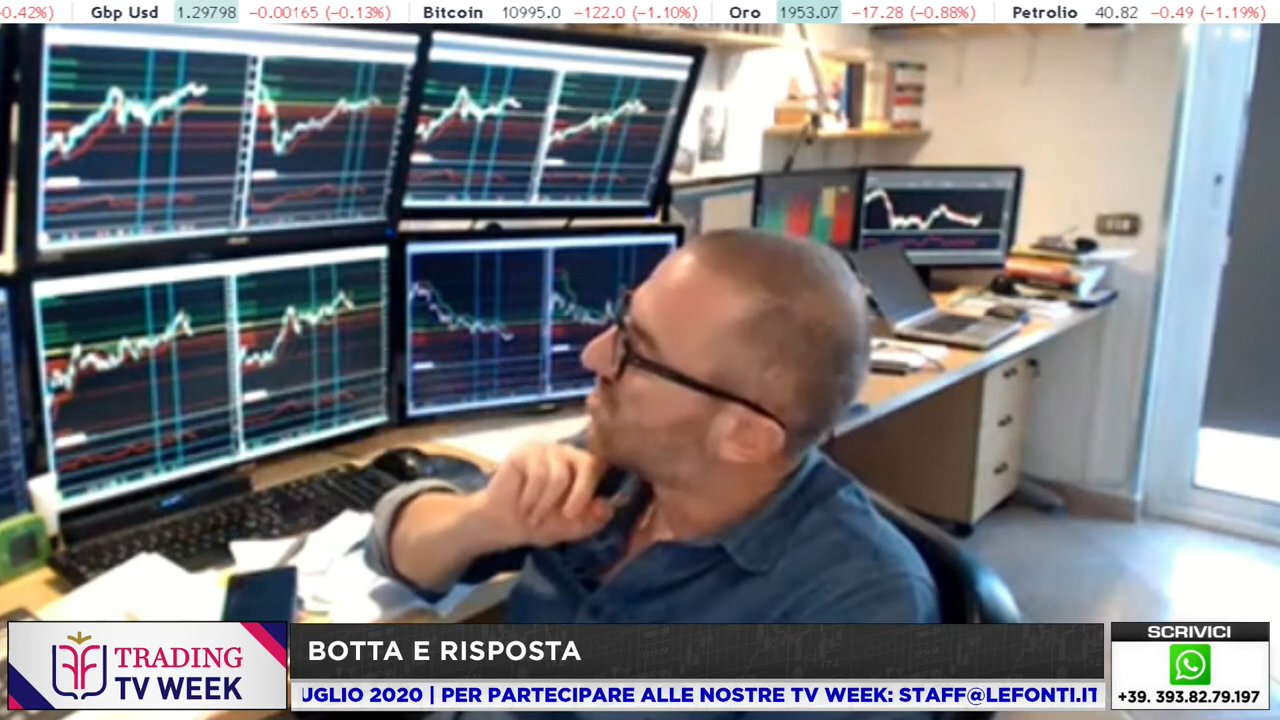 0.42%) Gbp Usd 1.29798 −0.00165 (−0.13%) Bitcoin 10995.0 −122.0 (−1.10%) Oro 1953.07 −17.28 (−0.88%) Petrolio 40.82 −0.49 (−1.19%)
TRADING
TV WEEK
BOTTA E RISPOSTA
UGLIO 2020 | PER PARTECIPARE ALLE NOSTRE TV WEEK: STAFF@LEFONTI.IT
SCRIVICI
+39. 393.82.79.197